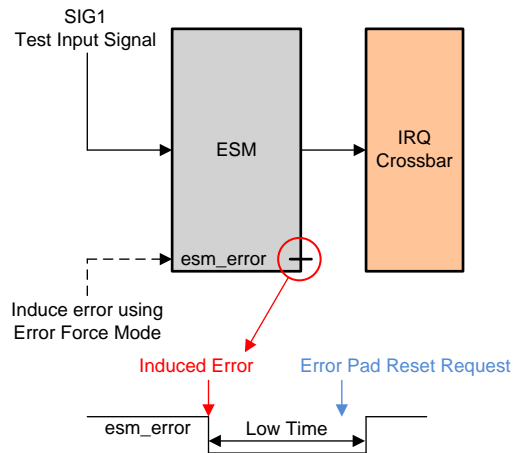 SIG1
Test Input Signal
ESM
IRQ
Crossbar
esm_error
Induce error using
Error Force Mode
Induced Error
Error Pad Reset Request
esm_error
Low Time